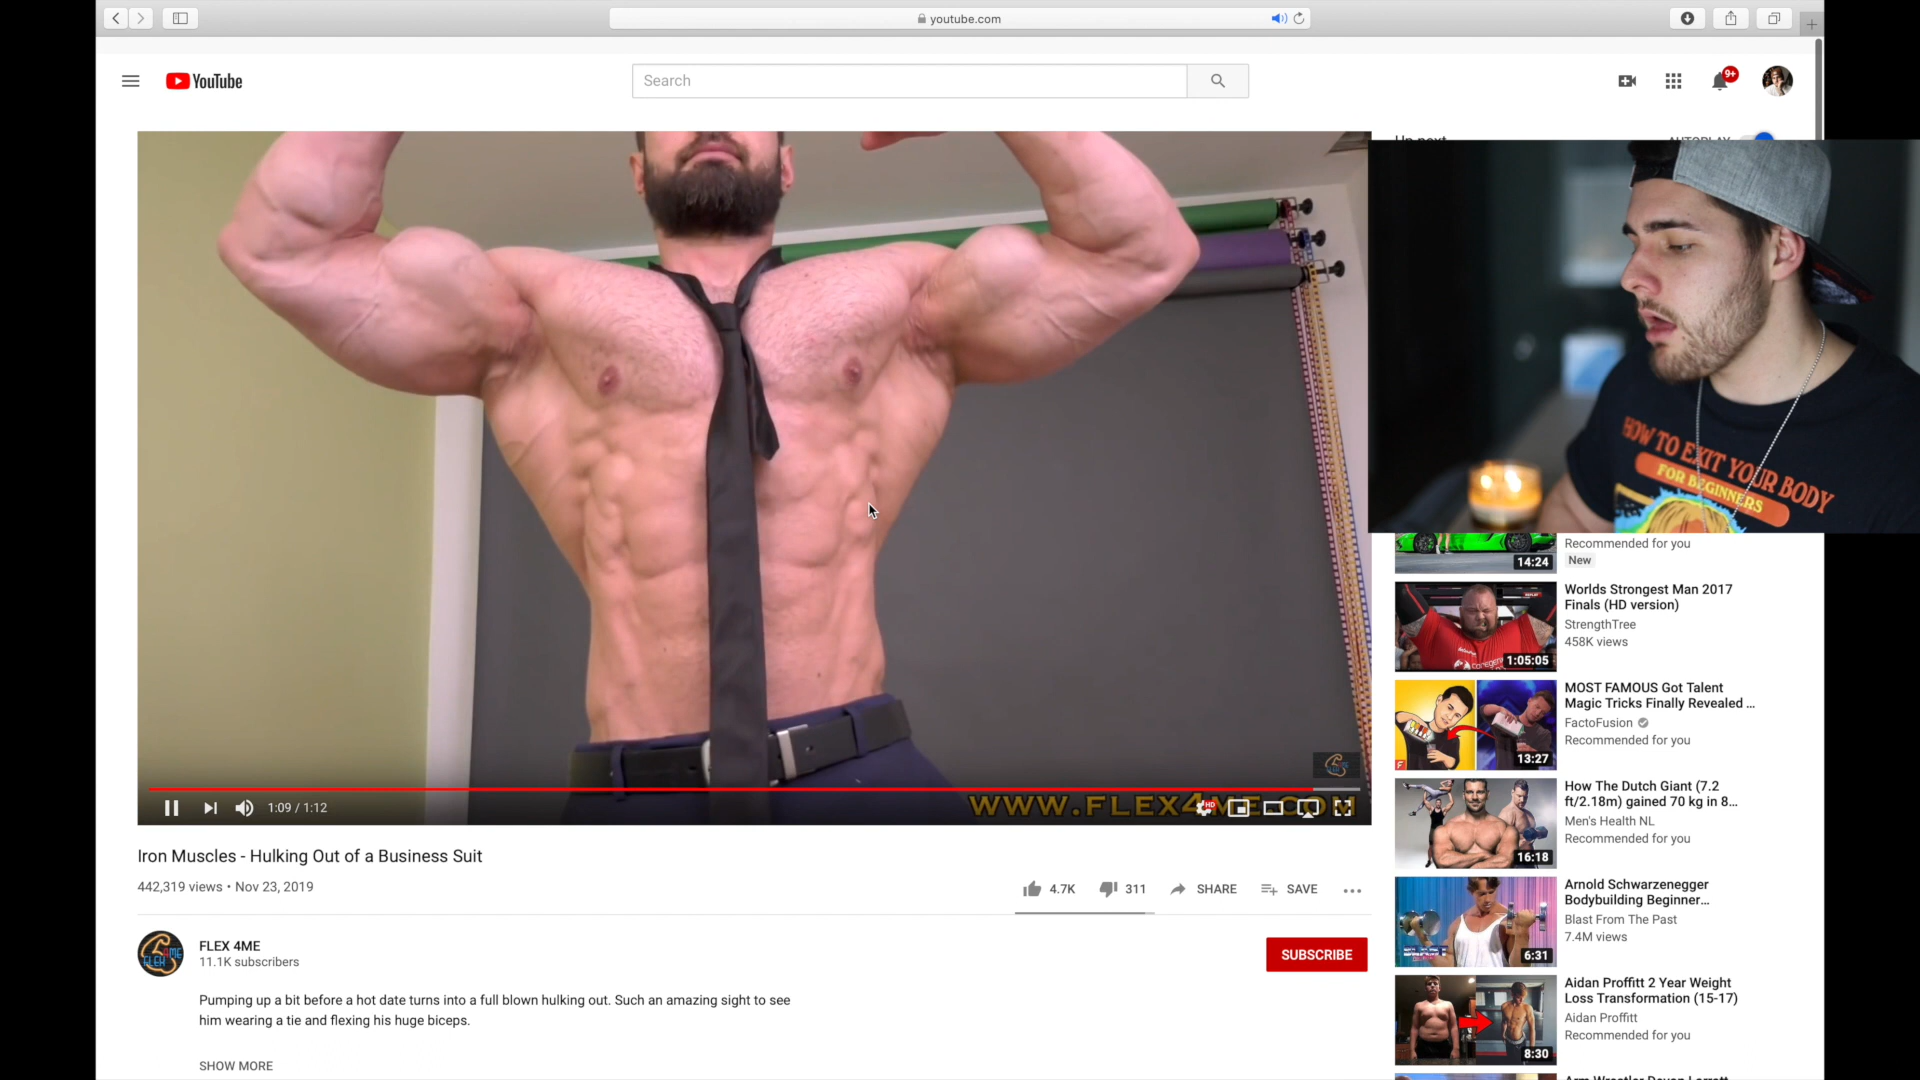 youtube.com
YouTube
Search
9+
HOW TO EXIT YOUR BODY
FOR BEGINNERS
WWW.FLEX4ME
HD
1:09 / 1:12
Iron Muscles - Hulking Out of a Business Suit
442,319 views • Nov 23, 2019
4.7K
311
SHARE
SAVE
FLEX 4ME
11.1K subscribers
SUBSCRIBE
Pumping up a bit before a hot date turns into a full blown hulking out. Such an amazing sight to see
him wearing a tie and flexing his huge biceps.
SHOW MORE
14:24
Recommended for you
New
1:05:05
Worlds Strongest Man 2017
Finals (HD version)
StrengthTree
458K views
13:27
MOST FAMOUS Got Talent
Magic Tricks Finally Revealed ...
FactoFusion
Recommended for you
16:18
How The Dutch Giant (7.2
ft/2.18m) gained 70 kg in 8...
Men's Health NL
Recommended for you
6:31
Arnold Schwarzenegger
Bodybuilding Beginner...
Blast From The Past
7.4M views
8:30
Aidan Proffitt 2 Year Weight
Loss Transformation (15-17)
Aidan Proffitt
Recommended for you